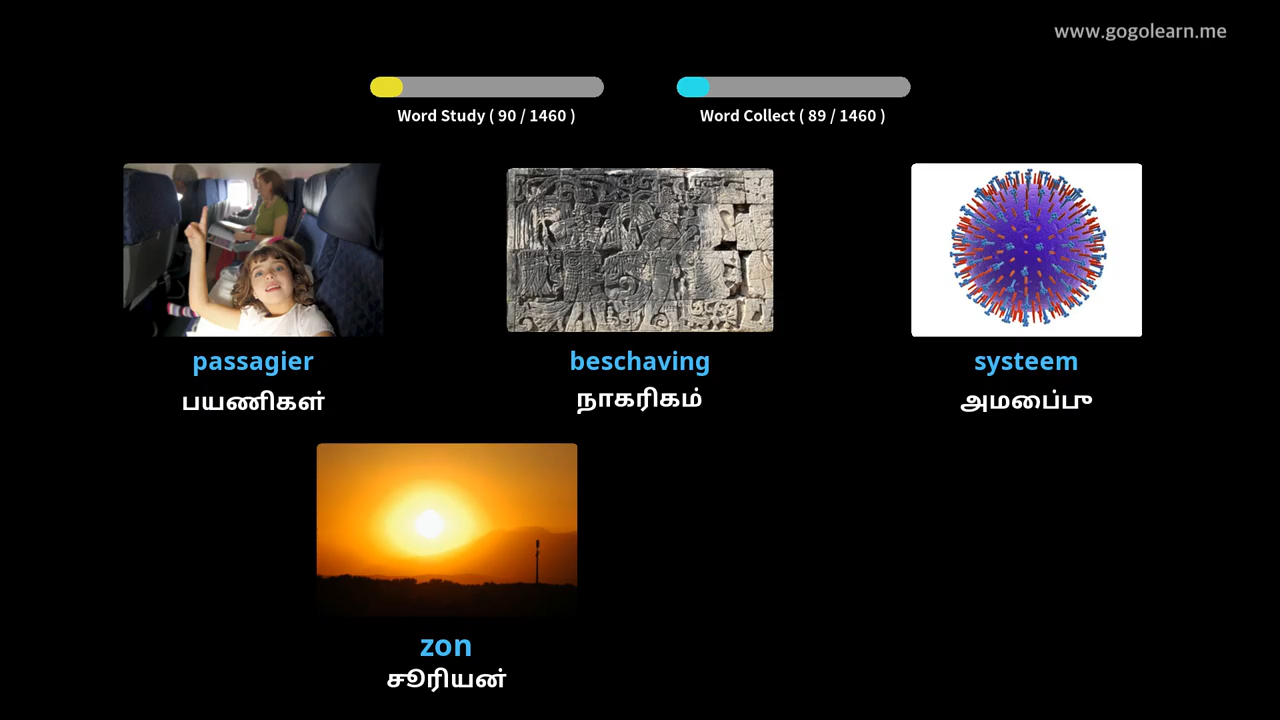 www.gogolearn.me
Word Study ( 90 / 1460 )
Word Collect ( 89 / 1460 )
passagier
beschaving
systeem
பயணிகள்
நாகரிகம்
அமைப்பு
zon
சூரியன்